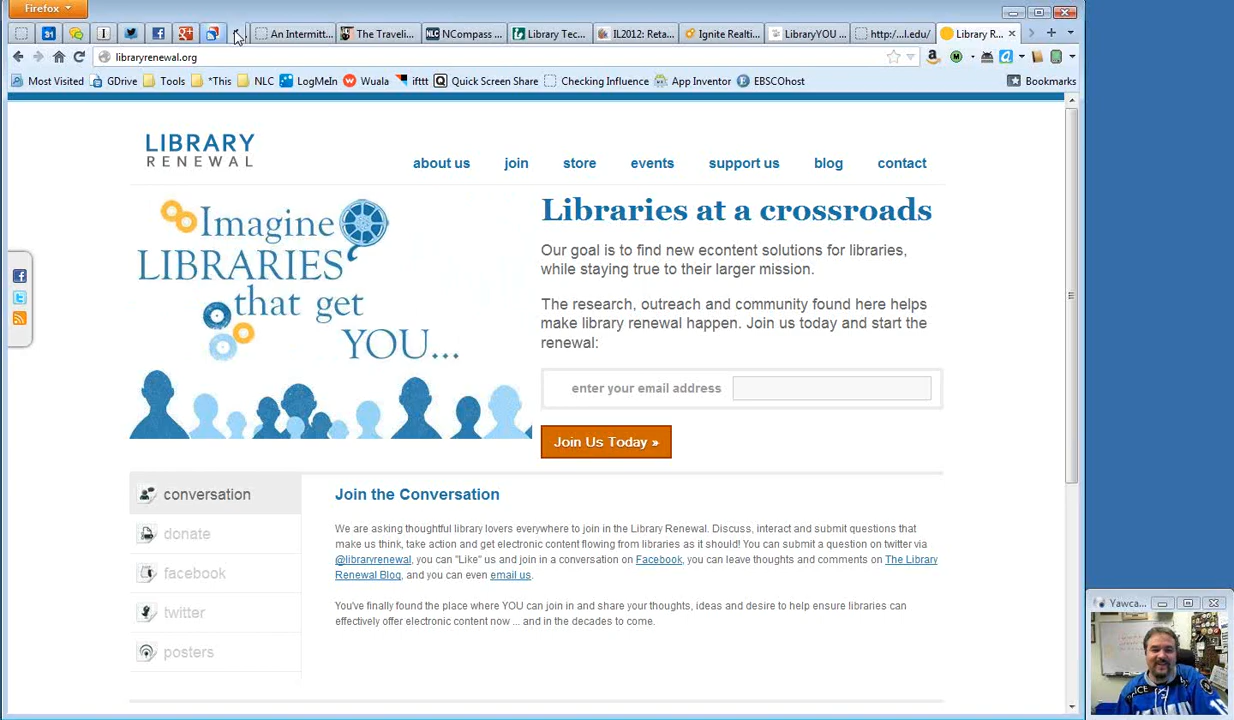 Firefox
31
An Intermitt...
The Traveli...
NLC NCompass ...
Library Tec...
IL2012: Reta...
Ignite Realti...
LibraryYOU ...
http:/...l.edu/
Library R...
libraryrenewal.org
Most Visited
GDrive
Tools
*This
NLC
LogMeIn
Wuala
ifttt
Quick Screen Share
Checking Influence
App Inventor
EBSCOhost
Bookmarks
LIBRARY
RENEWAL
about us
join
store
events
support us
blog
contact
Imagine
LIBRARIES
that get
YOU...
Libraries at a crossroads
Our goal is to find new econtent solutions for libraries,
while staying true to their larger mission.
The research, outreach and community found here helps
make library renewal happen. Join us today and start the
renewal:
enter your email address
Join Us Today »
conversation
donate
facebook
twitter
posters
Join the Conversation
We are asking thoughtful library lovers everywhere to join in the Library Renewal. Discuss, interact and submit questions that
make us think, take action and get electronic content flowing from libraries as it should! You can submit a question on twitter via
@libraryrenewal, you can "Like" us and join in a conversation on Facebook, you can leave thoughts and comments on The Library
Renewal Blog, and you can even email us.
You've finally found the place where YOU can join in and share your thoughts, ideas and desire to help ensure libraries can
effectively offer electronic content now ... and in the decades to come.
Yawca...